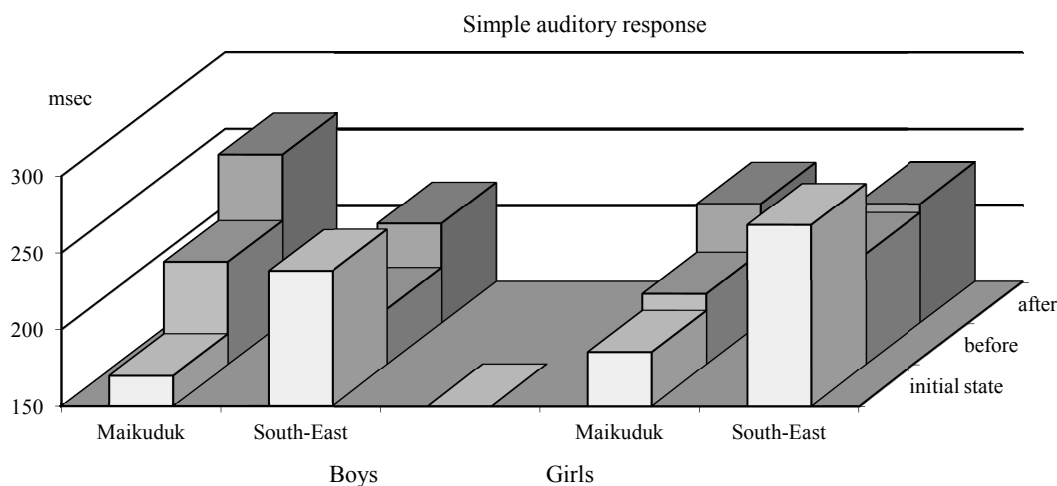 Simple auditory response
msec
300
250
200
150
after
before
initial state
Maikuduk South-East Maikuduk South-East
Boys Girls